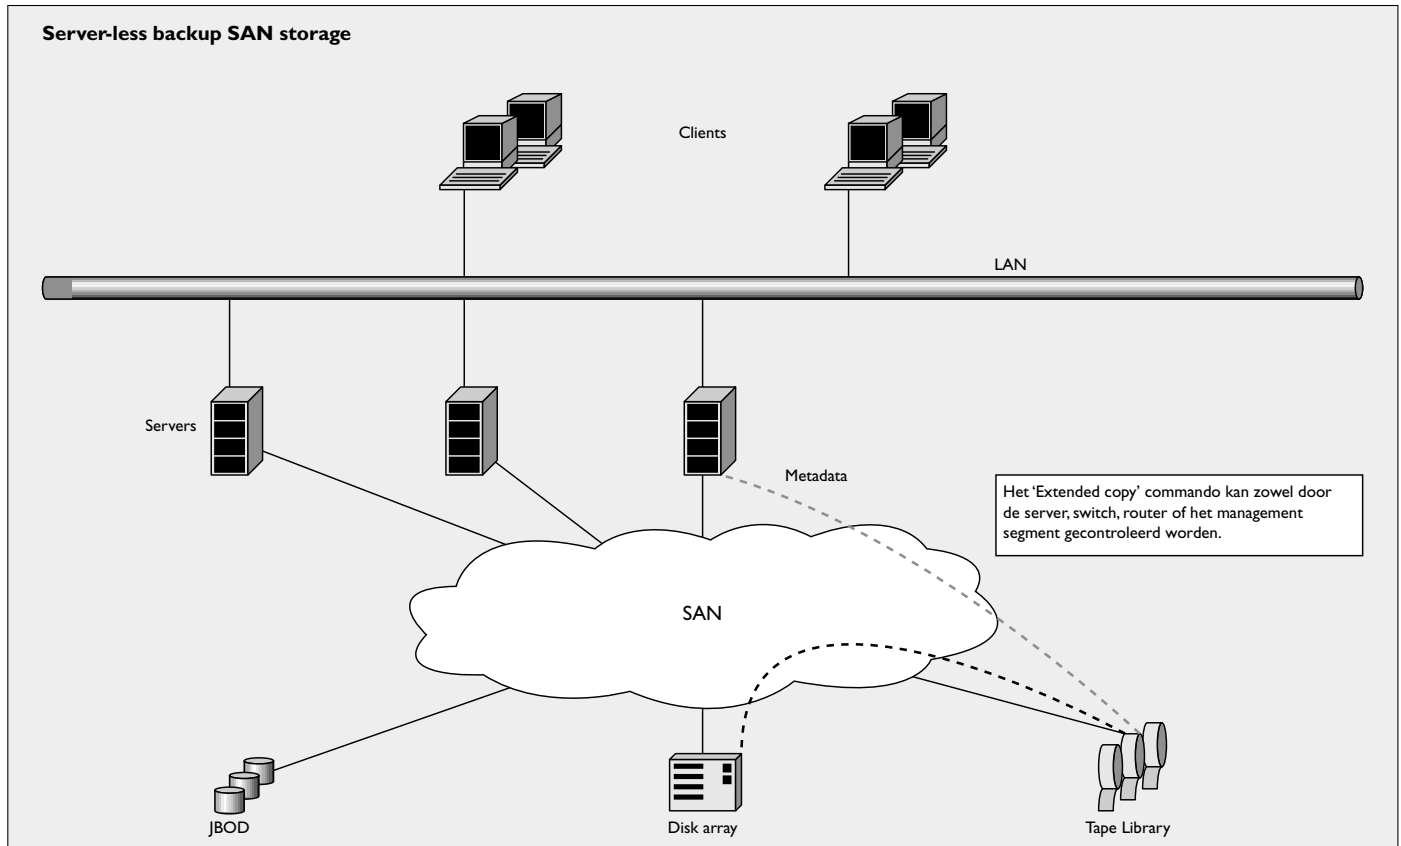 Server-less backup SAN storage
Clients
LAN
Servers
Metadata
Het ‘Extended copy’ commando kan zowel door
de server, switch, router of het management
segment gecontroleerd worden.
SAN
JBOD
Disk array
Tape Library